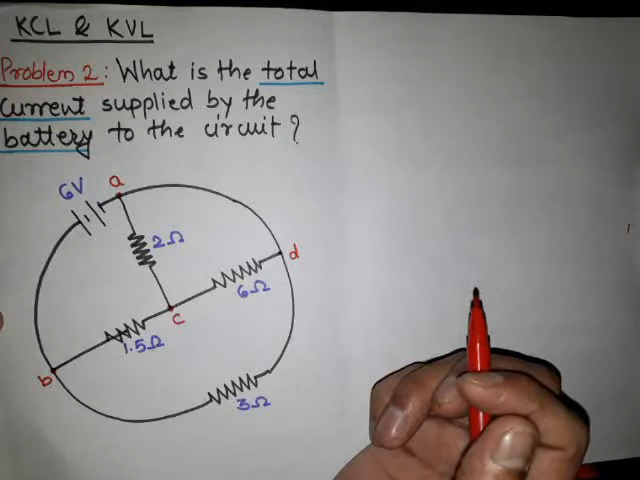 KCL & KVL
Problem 2: What is the total
current supplied by the
battery to the circuit?
6V
a
2Ω
d
6Ω
c
1.5Ω
b
3Ω